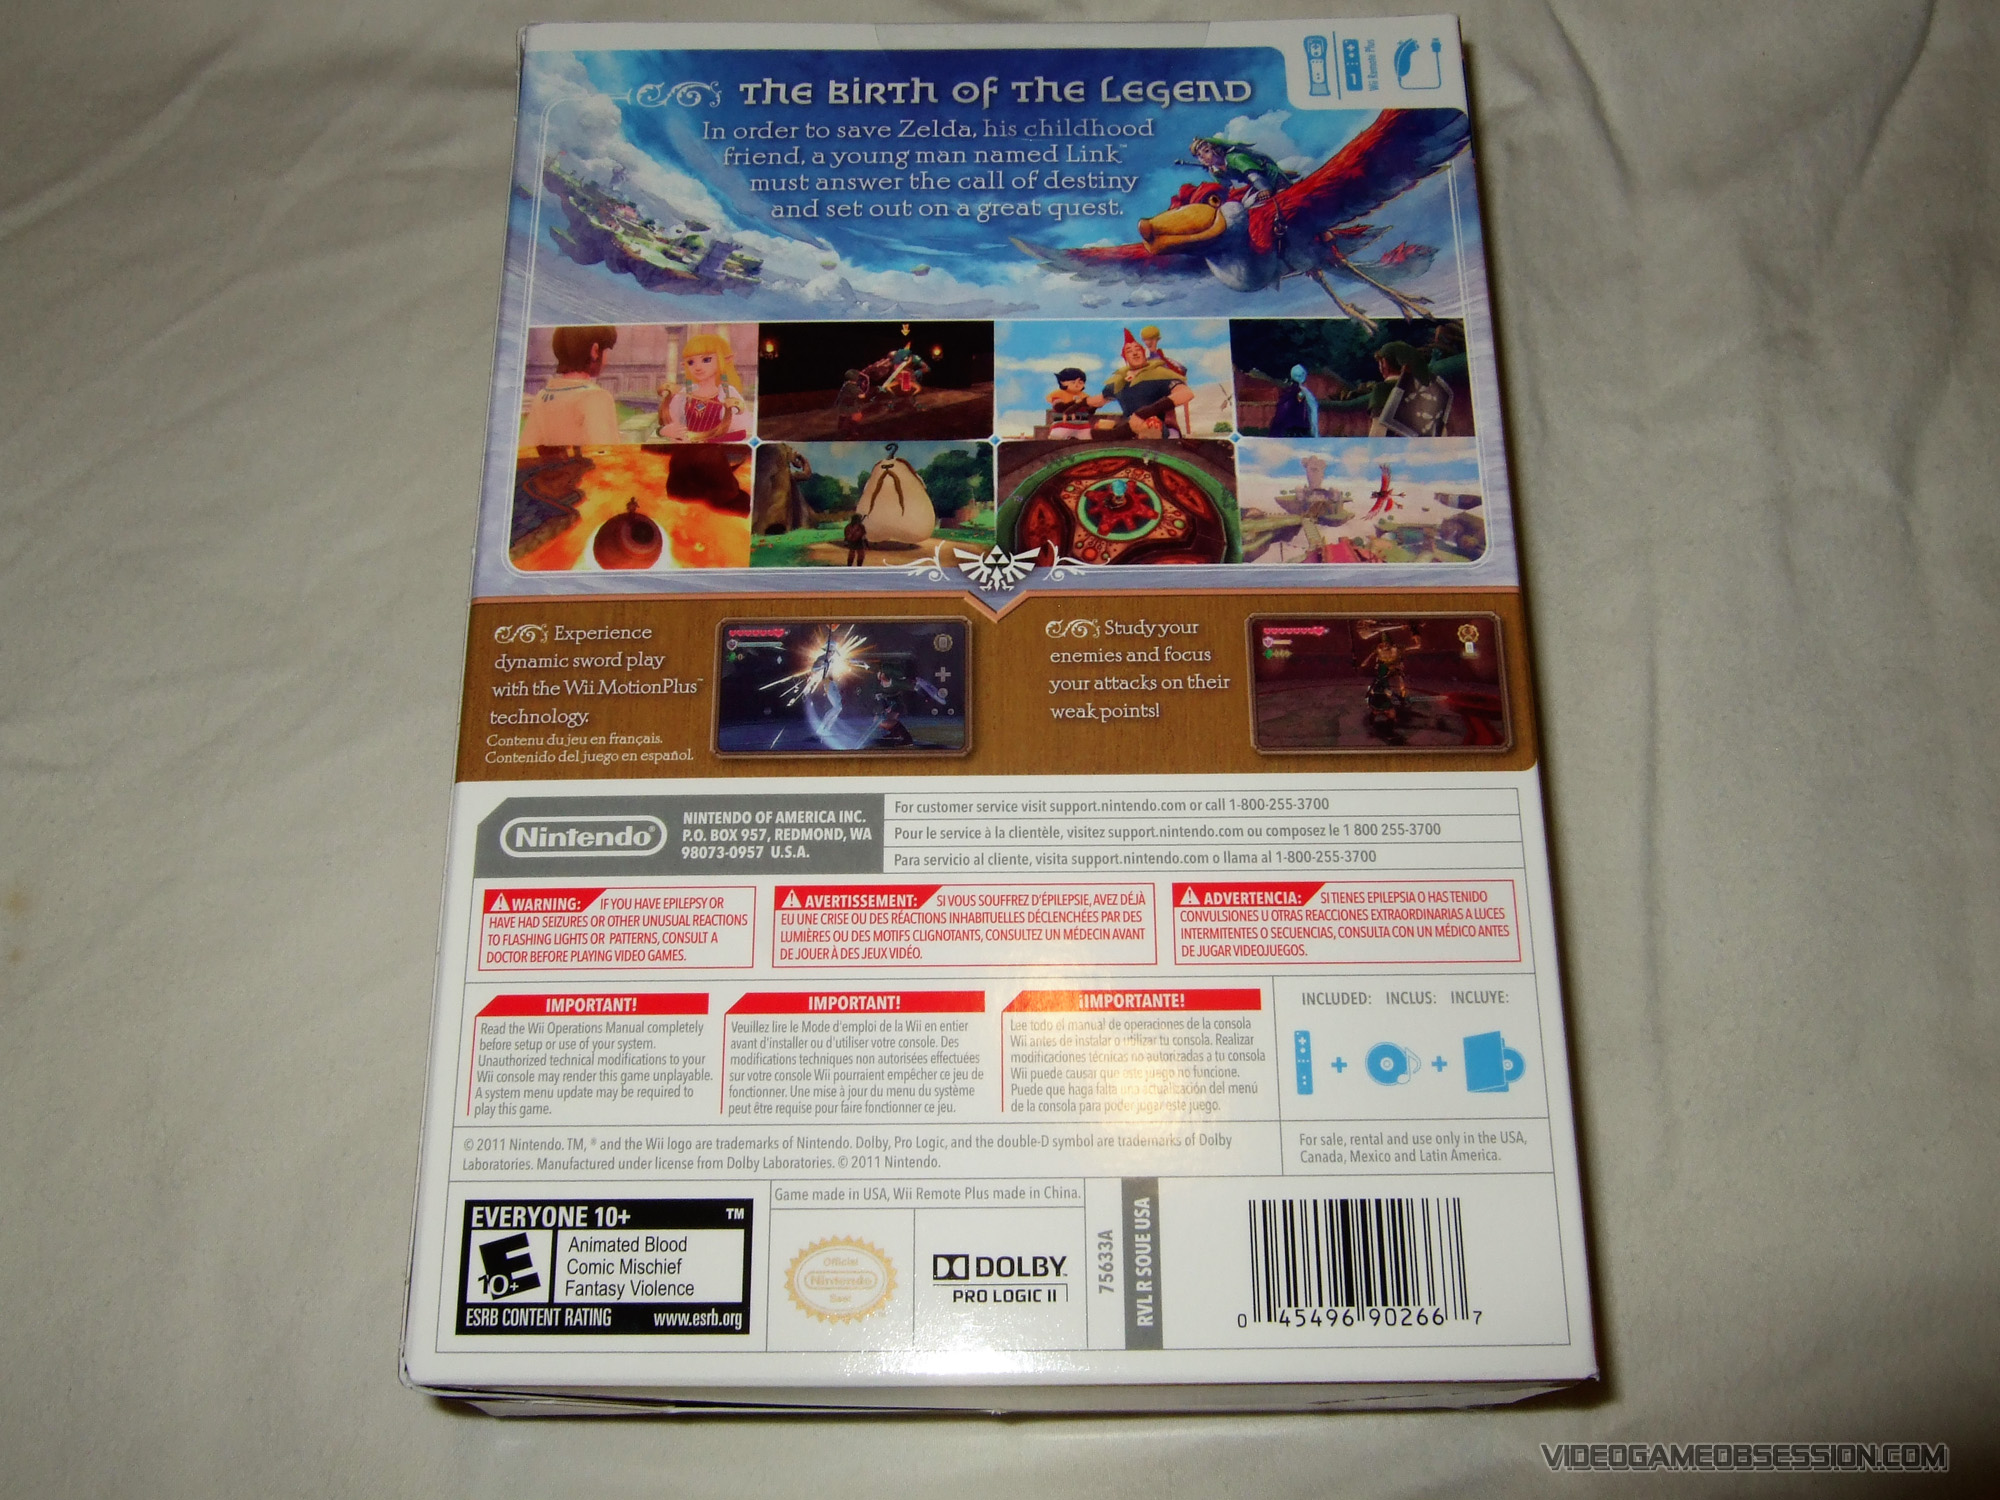 Wii Remote Plus
THE BIRTH OF THE LEGEND
In order to save Zelda, his childhood
friend, a young man named Link™
must answer the call of destiny
and set out on a great quest.
Experience
dynamic sword play
with the Wii MotionPlus™
technology.
Contenu du jeu en français.
Contenido del juego en español.
Study your
enemies and focus
your attacks on their
weak points!
Nintendo®
NINTENDO OF AMERICA INC.
P.O. BOX 957, REDMOND, WA
98073-0957 U.S.A.
For customer service visit support.nintendo.com or call 1-800-255-3700
Pour le service à la clientèle, visitez support.nintendo.com ou composez le 1 800 255-3700
Para servicio al cliente, visita support.nintendo.com o llama al 1-800-255-3700
WARNING: IF YOU HAVE EPILEPSY OR
HAVE HAD SEIZURES OR OTHER UNUSUAL REACTIONS
TO FLASHING LIGHTS OR PATTERNS, CONSULT A
DOCTOR BEFORE PLAYING VIDEO GAMES.
AVERTISSEMENT: SI VOUS SOUFFREZ D'ÉPILEPSIE, AVEZ DÉJÀ
EU UNE CRISE OU DES RÉACTIONS INHABITUELLES DÉCLENCHÉES PAR DES
LUMIÈRES OU DES MOTIFS CLIGNOTANTS, CONSULTEZ UN MÉDECIN AVANT
DE JOUER À DES JEUX VIDÉO.
ADVERTENCIA: SI TIENES EPILEPSIA O HAS TENIDO
CONVULSIONES U OTRAS REACCIONES EXTRAORDINARIAS A LUCES
INTERMITENTES O SECUENCIAS, CONSULTA CON UN MÉDICO ANTES
DE JUGAR VIDEOJUEGOS.
IMPORTANT!
Read the Wii Operations Manual completely
before setup or use of your system.
Unauthorized technical modifications to your
Wii console may render this game unplayable.
A system menu update may be required to
play this game.
IMPORTANT!
Veuillez lire le Mode d'emploi de la Wii en entier
avant d'installer ou d'utiliser votre console. Des
modifications techniques non autorisées effectuées
sur votre console Wii pourraient empêcher ce jeu de
fonctionner. Une mise à jour du menu du système
peut être requise pour faire fonctionner ce jeu.
¡IMPORTANTE!
Lee todo el manual de operaciones de la consola
Wii antes de instalar o utilizar tu consola. Realizar
modificaciones técnicas no autorizadas a tu consola
Wii puede causar que este juego no funcione.
Puede que haga falta una actualización del menú
de la consola para poder jugar este juego.
INCLUDED: INCLUS: INCLUYE:
+ +
© 2011 Nintendo. TM, ® and the Wii logo are trademarks of Nintendo. Dolby, Pro Logic, and the double-D symbol are trademarks of Dolby
Laboratories. Manufactured under license from Dolby Laboratories. © 2011 Nintendo.
For sale, rental and use only in the USA,
Canada, Mexico and Latin America.
EVERYONE 10+ ™
E
10+
Animated Blood
Comic Mischief
Fantasy Violence
ESRB CONTENT RATING www.esrb.org
Game made in USA, Wii Remote Plus made in China.
Official
Nintendo
Seal
DOLBY
PRO LOGIC II
75633A
RVL R SOUE USA
0 45496 90266 7
VIDEOGAMEOBSESSION.COM